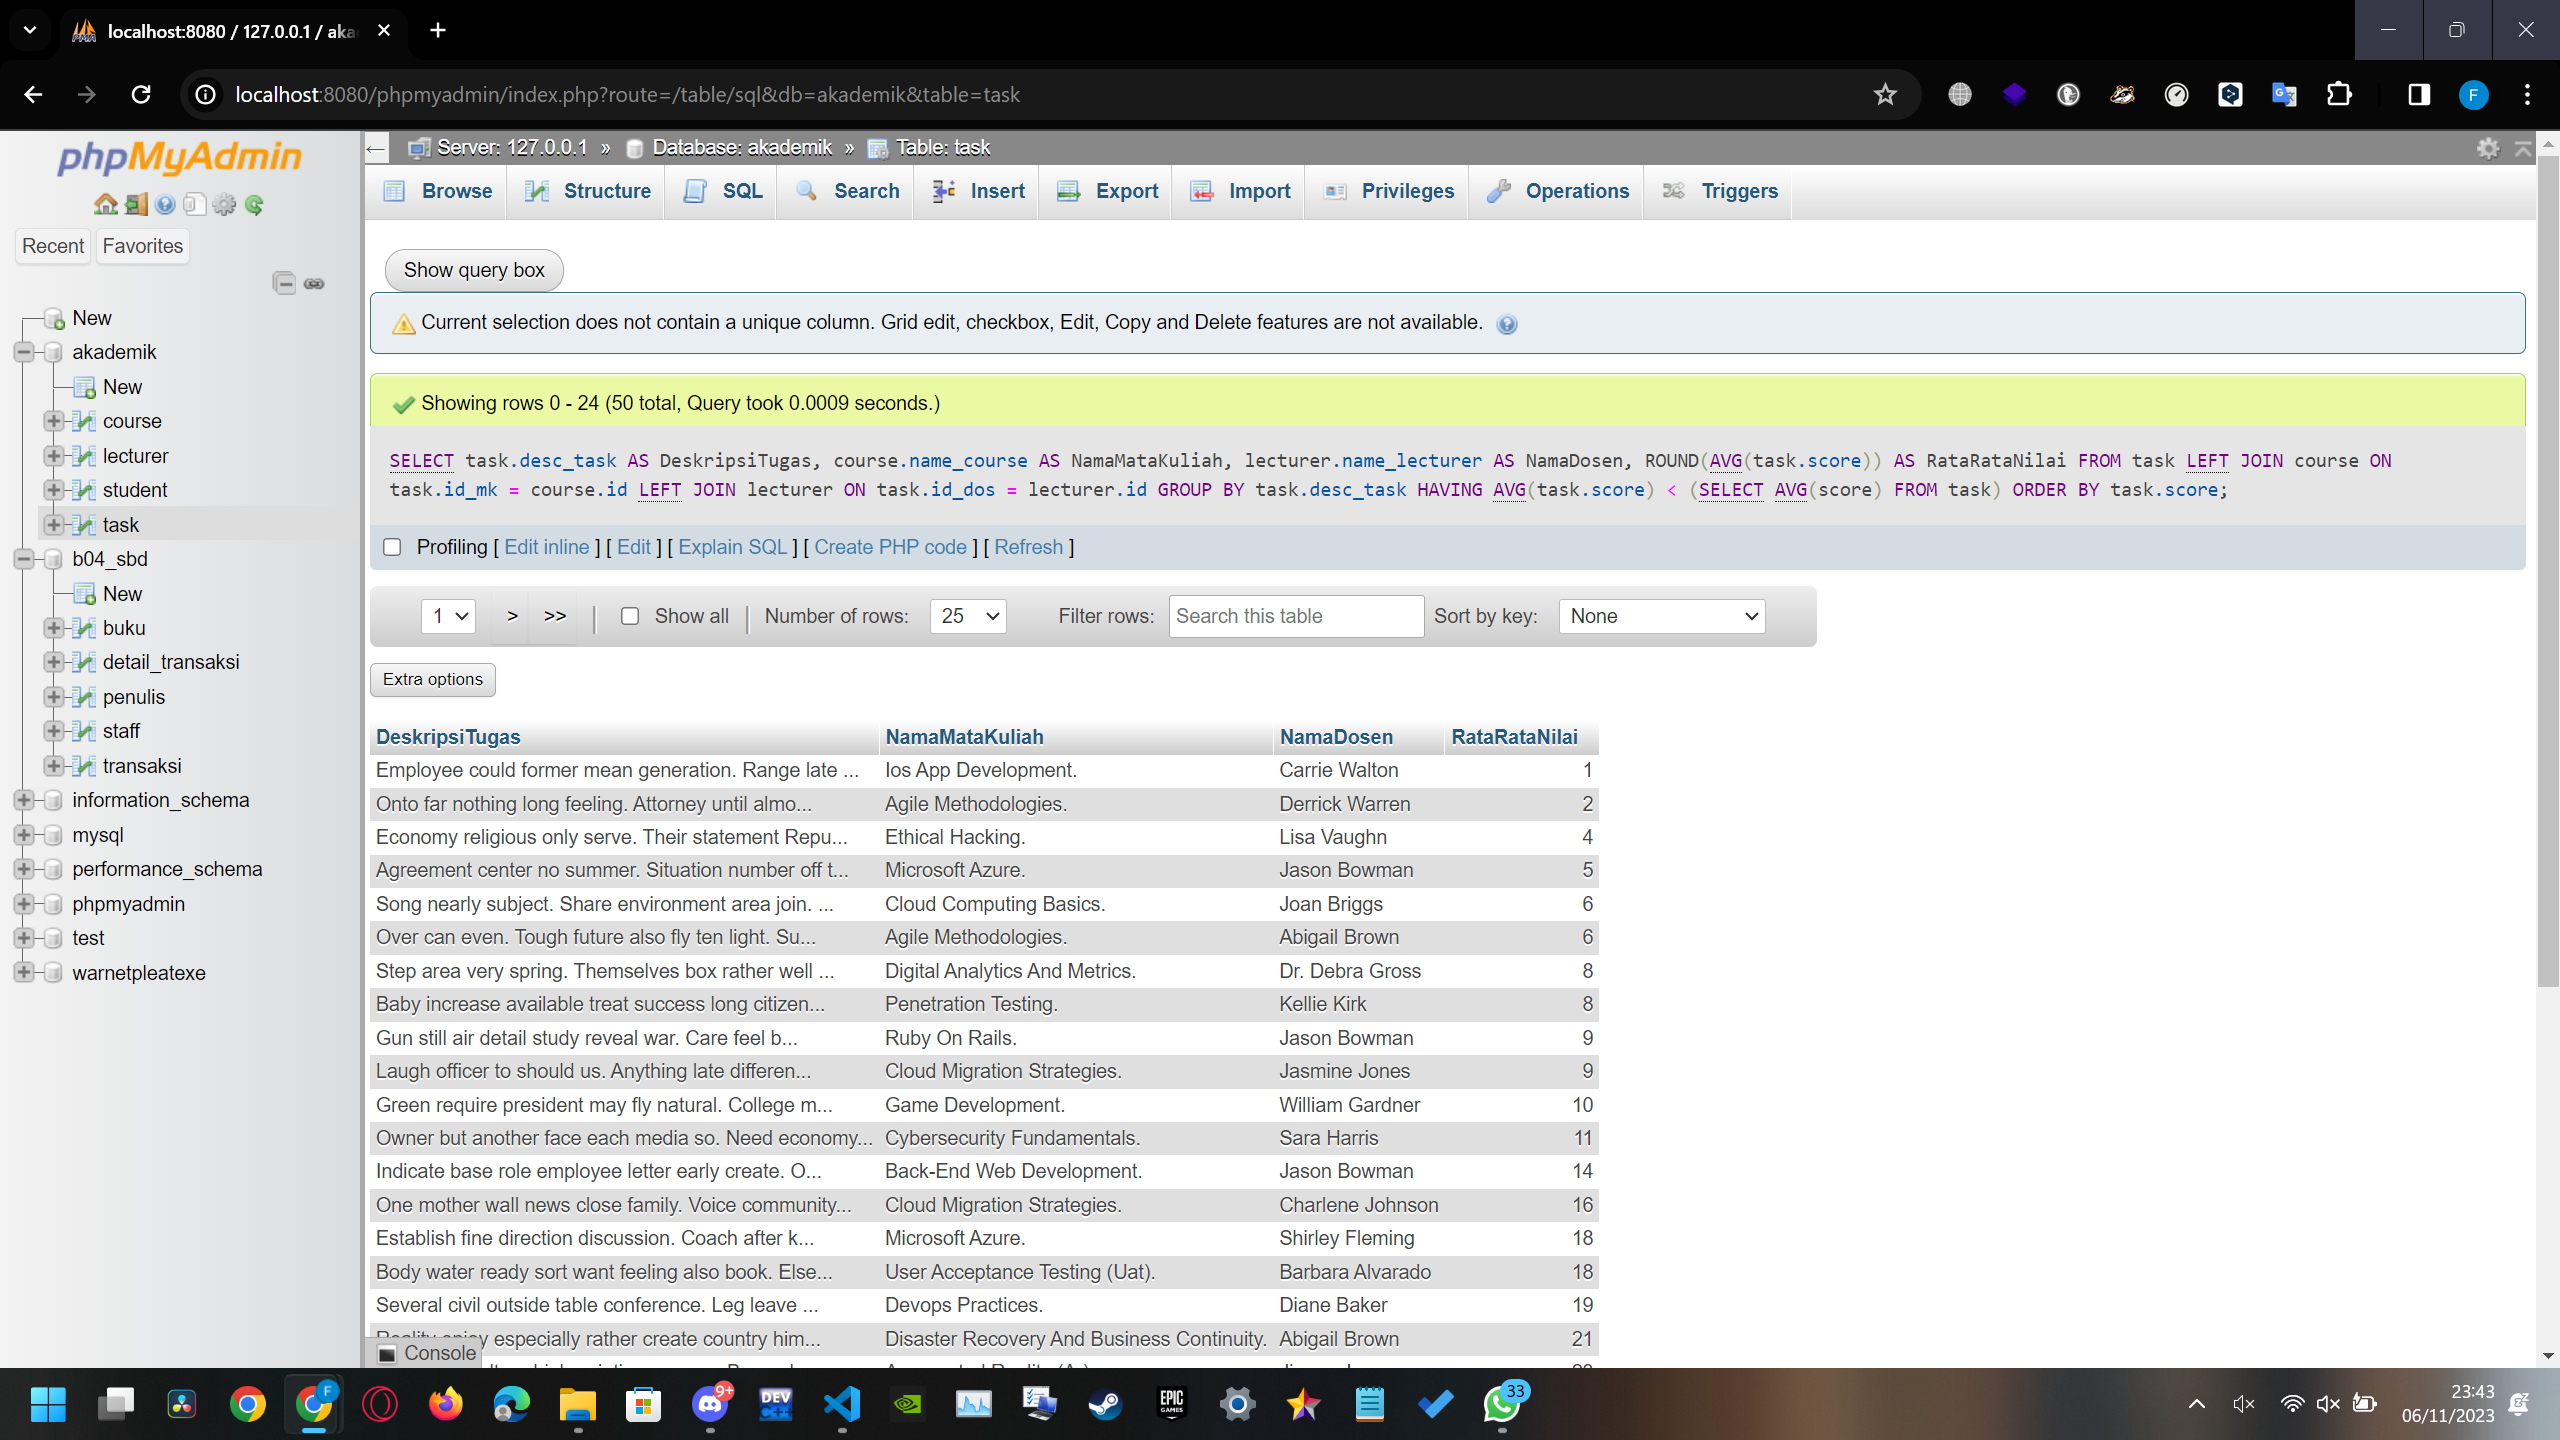 localhost:8080 / 127.0.0.1 / aka
localhost:8080/phpmyadmin/index.php?route=/table/sql&db=akademik&table=task
F
phpMyAdmin
Recent Favorites
New
akademik
New
course
lecturer
student
task
b04_sbd
New
buku
detail_transaksi
penulis
staff
transaksi
information_schema
mysql
performance_schema
phpmyadmin
test
warnetpleatexe
Server: 127.0.0.1 » Database: akademik » Table: task
Browse Structure SQL Search Insert Export Import Privileges Operations Triggers
Show query box
Current selection does not contain a unique column. Grid edit, checkbox, Edit, Copy and Delete features are not available.
Showing rows 0 - 24 (50 total, Query took 0.0009 seconds.)
SELECT task.desc_task AS DeskripsiTugas, course.name_course AS NamaMataKuliah, lecturer.name_lecturer AS NamaDosen, ROUND(AVG(task.score)) AS RataRataNilai FROM task LEFT JOIN course ON
task.id_mk = course.id LEFT JOIN lecturer ON task.id_dos = lecturer.id GROUP BY task.desc_task HAVING AVG(task.score) < (SELECT AVG(score) FROM task) ORDER BY task.score;
Profiling [ Edit inline ] [ Edit ] [ Explain SQL ] [ Create PHP code ] [ Refresh ]
1 > >> | Show all | Number of rows: 25 Filter rows: Search this table Sort by key: None
Extra options
DeskripsiTugas NamaMataKuliah NamaDosen RataRataNilai
Employee could former mean generation. Range late ... Ios App Development. Carrie Walton 1
Onto far nothing long feeling. Attorney until almo... Agile Methodologies. Derrick Warren 2
Economy religious only serve. Their statement Repu... Ethical Hacking. Lisa Vaughn 4
Agreement center no summer. Situation number off t... Microsoft Azure. Jason Bowman 5
Song nearly subject. Share environment area join. ... Cloud Computing Basics. Joan Briggs 6
Over can even. Tough future also fly ten light. Su... Agile Methodologies. Abigail Brown 6
Step area very spring. Themselves box rather well ... Digital Analytics And Metrics. Dr. Debra Gross 8
Baby increase available treat success long citizen... Penetration Testing. Kellie Kirk 8
Gun still air detail study reveal war. Care feel b... Ruby On Rails. Jason Bowman 9
Laugh officer to should us. Anything late differen... Cloud Migration Strategies. Jasmine Jones 9
Green require president may fly natural. College m... Game Development. William Gardner 10
Owner but another face each media so. Need economy... Cybersecurity Fundamentals. Sara Harris 11
Indicate base role employee letter early create. O... Back-End Web Development. Jason Bowman 14
One mother wall news close family. Voice community... Cloud Migration Strategies. Charlene Johnson 16
Establish fine direction discussion. Coach after k... Microsoft Azure. Shirley Fleming 18
Body water ready sort want feeling also book. Else... User Acceptance Testing (Uat). Barbara Alvarado 18
Several civil outside table conference. Leg leave ... Devops Practices. Diane Baker 19
especially rather create country him... Disaster Recovery And Business Continuity. Abigail Brown 21
Console
F 9+ DEV C++ EPIC GAMES 33
23:43
06/11/2023